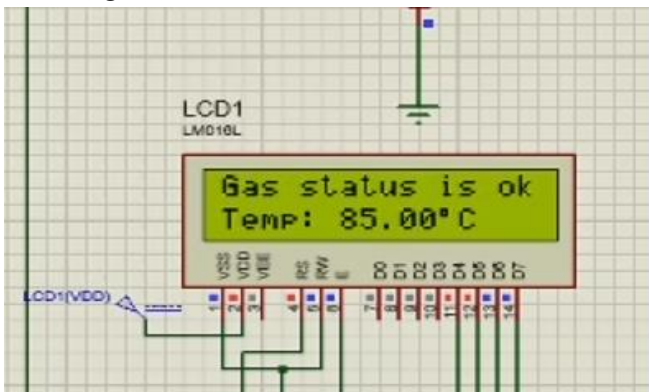 LCD1
LM016L
Gas status is ok
Temp: 85.00°C
VSS VDD VEE RS RW E D0 D1 D2 D3 D4 D5 D6 D7
LCD1(VDD)
1 2 3 4 5 6 7 8 9 10 11 12 13 14